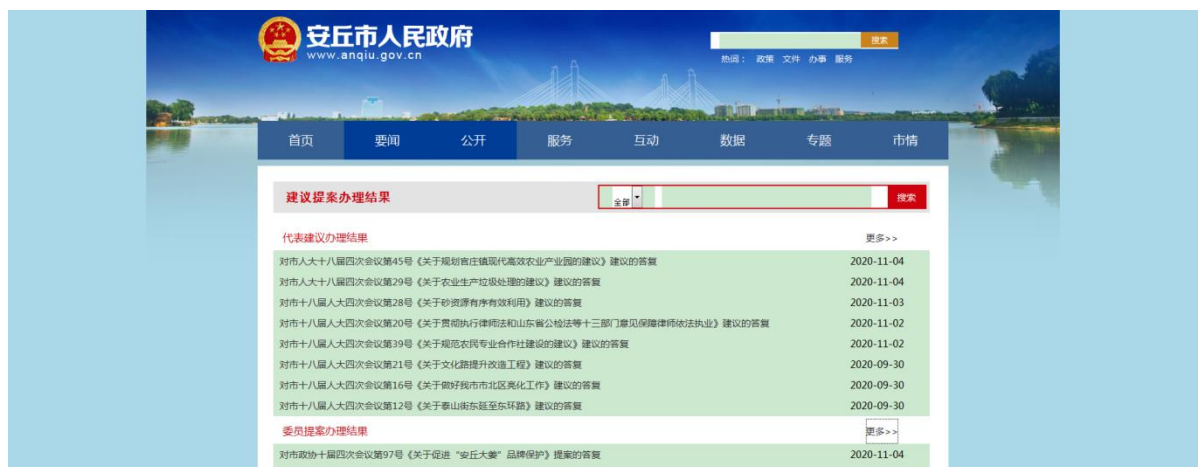 安丘市人民政府
www.anqiu.gov.cn
搜索
热词： 政策 文件 办事 服务
首页 要闻 公开 服务 互动 数据 专题 市情
建议提案办理结果 全部 搜索
代表建议办理结果 更多>>
对市人大十八届四次会议第45号《关于规划官庄镇现代高效农业产业园的建议》建议的答复 2020-11-04
对市人大十八届四次会议第29号《关于农业生产垃圾处理的建议》建议的答复 2020-11-04
对市十八届人大四次会议第28号《关于砂资源有序有效利用》建议的答复 2020-11-03
对市十八届人大四次会议第20号《关于贯彻执行律师法和山东省公检法等十三部门意见保障律师依法执业》建议的答复 2020-11-02
对市十八届人大四次会议第39号《关于规范农民专业合作社建设的建议》建议的答复 2020-11-02
对市十八届人大四次会议第21号《关于文化路提升改造工程》建议的答复 2020-09-30
对市十八届人大四次会议第16号《关于做好我市市北区亮化工作》建议的答复 2020-09-30
对市十八届人大四次会议第12号《关于泰山街东延至东环路》建议的答复 2020-09-30
委员提案办理结果 更多>>
对市政协十届四次会议第97号《关于促进“安丘大姜”品牌保护》提案的答复 2020-11-04